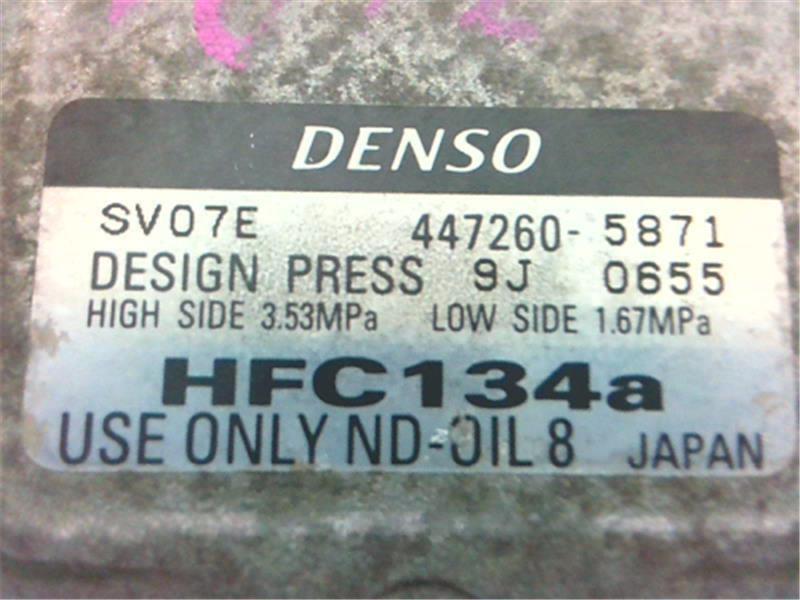 DENSO
SV07E 447260-5871
DESIGN PRESS 9J 0655
HIGH SIDE 3.53MPa LOW SIDE 1.67MPa
HFC134a
USE ONLY ND-OIL 8 JAPAN